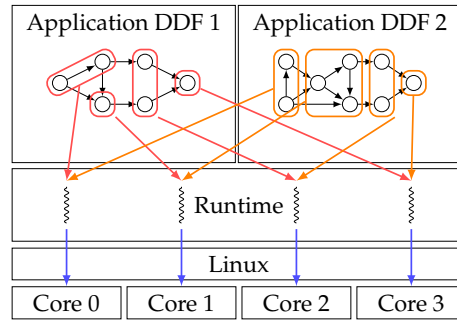 Application DDF 1
Application DDF 2
Runtime
Linux
Core 0
Core 1
Core 2
Core 3